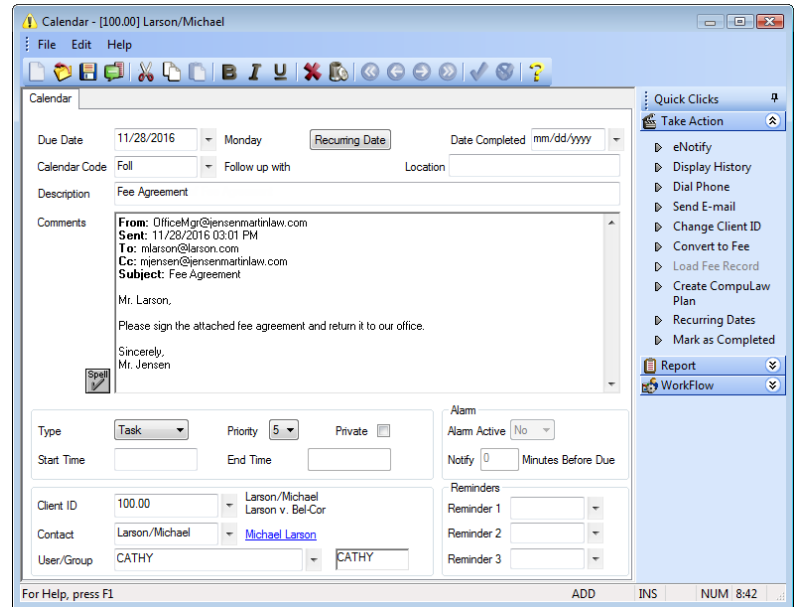 Calendar - [100.00] Larson/Michael
File Edit Help
B I U
Calendar
Due Date 11/28/2016 Monday Recurring Date Date Completed mm/dd/yyyy
Calendar Code Foll Follow up with Location
Description Fee Agreement
Comments
From: OfficeMgr@jensenmartinlaw.com
Sent: 11/28/2016 03:01 PM
To: mlarson@larson.com
Cc: mjensen@jensenmartinlaw.com
Subject: Fee Agreement
Mr. Larson,
Please sign the attached fee agreement and return it to our office.
Sincerely,
Mr. Jensen
Spell
Type Task Priority 5 Private
Start Time End Time
Alarm
Alarm Active No
Notify 0 Minutes Before Due
Client ID 100.00 Larson/Michael
Larson v. Bel-Cor
Contact Larson/Michael Michael Larson
User/Group CATHY CATHY
Reminders
Reminder 1
Reminder 2
Reminder 3
Quick Clicks
Take Action
eNotify
Display History
Dial Phone
Send E-mail
Change Client ID
Convert to Fee
Load Fee Record
Create CompuLaw
Plan
Recurring Dates
Mark as Completed
Report
WorkFlow
For Help, press F1 ADD INS NUM 8:42